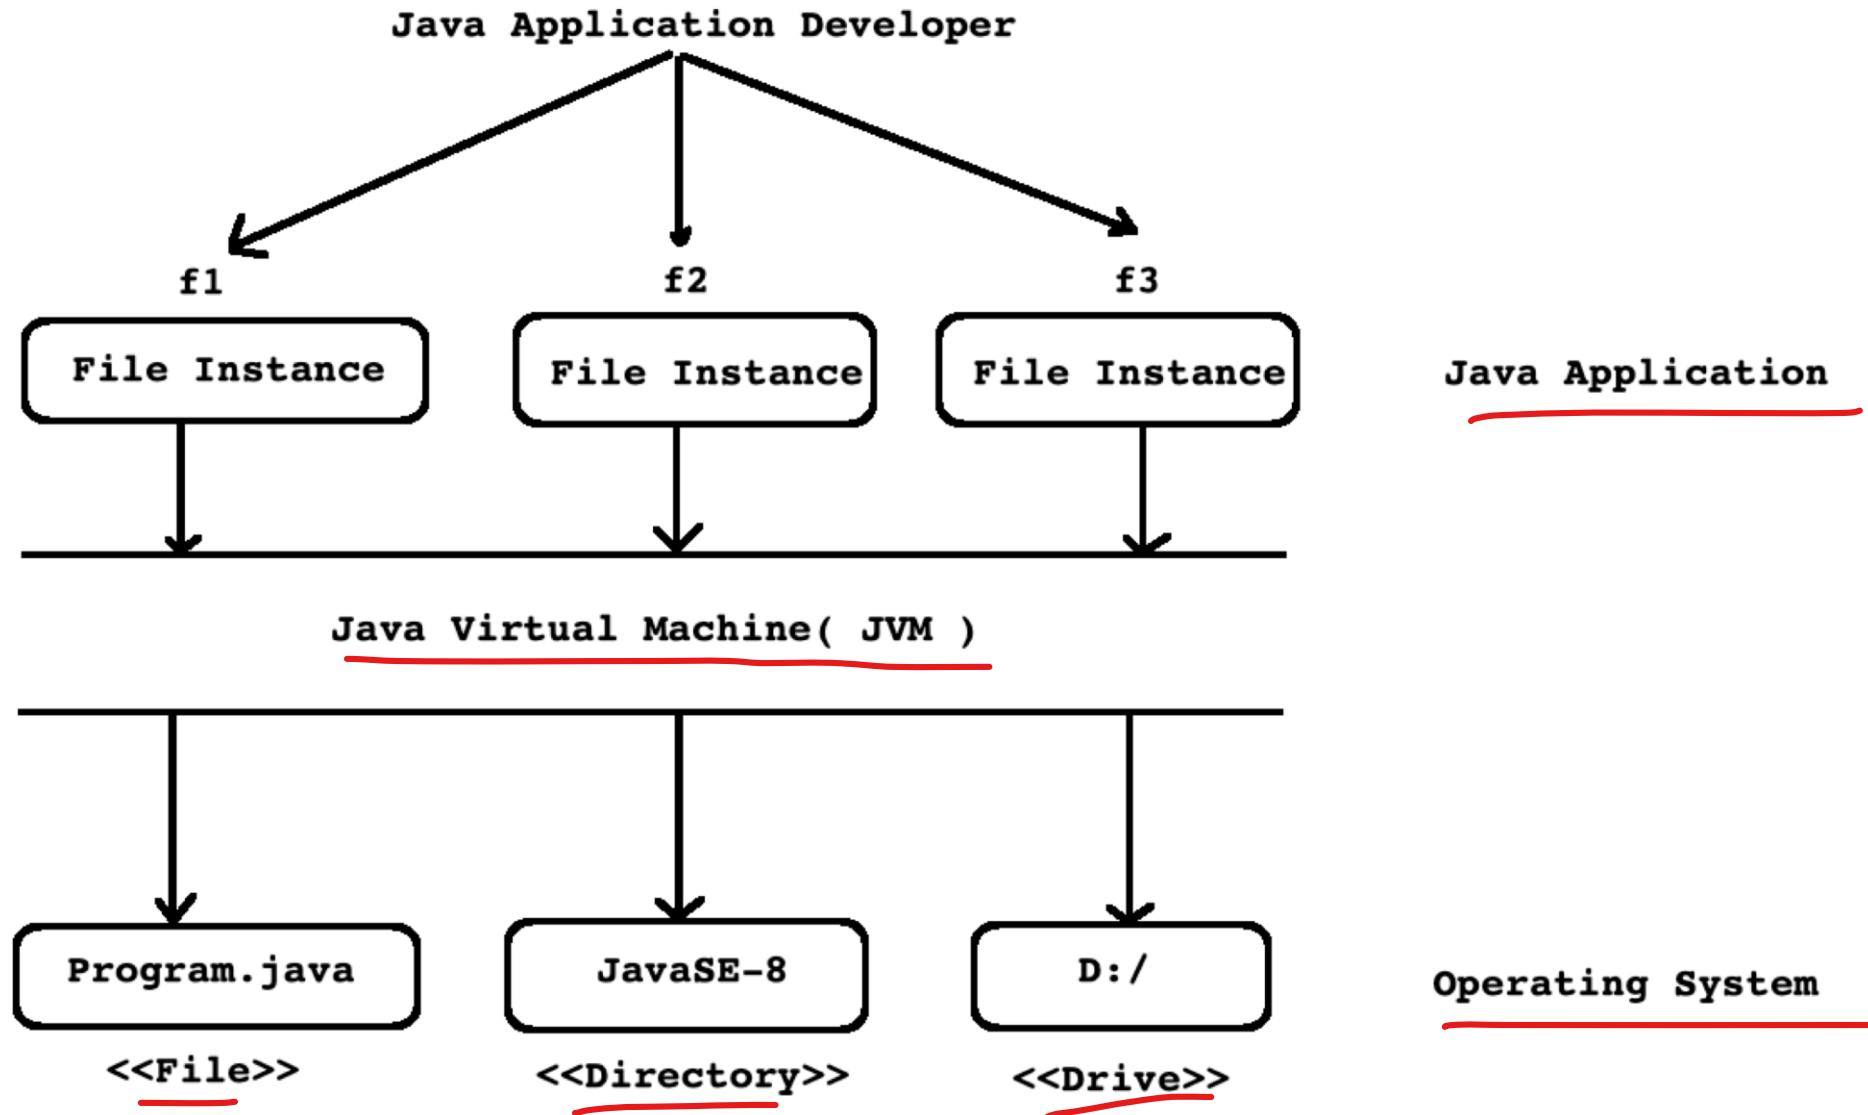 Java Application Developer
f1 f2 f3
File Instance File Instance File Instance Java Application
Java Virtual Machine( JVM )
Program.java JavaSE-8 D:/ Operating System
<<File>> <<Directory>> <<Drive>>